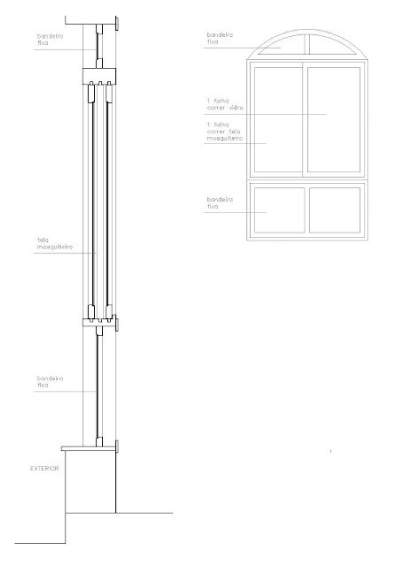 bandeira
fixa
tela
mosquiteiro
bandeira
fixa
EXTERIOR
bandeira
fixa
1 folha
correr vidro
1 folha
correr tela
mosquiteiro
bandeira
fixa